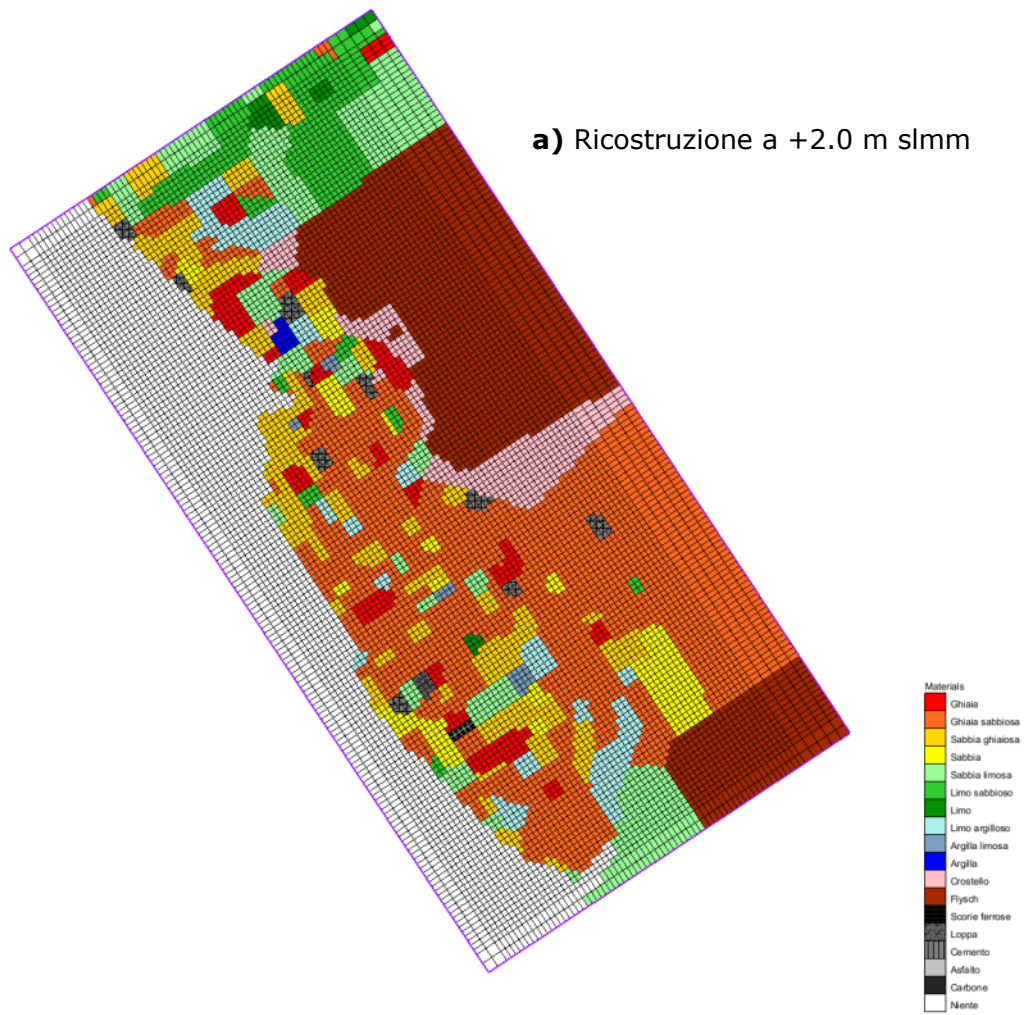 a) Ricostruzione a +2.0 m slmm
Materials
Ghiaia
Ghiaia sabbiosa
Sabbia ghiaiosa
Sabbia
Sabbia limosa
Limo sabbioso
Limo
Limo argilloso
Argilla limosa
Argilla
Crostello
Flysch
Scorie ferrose
Loppa
Cemento
Asfalto
Carbone
Niente